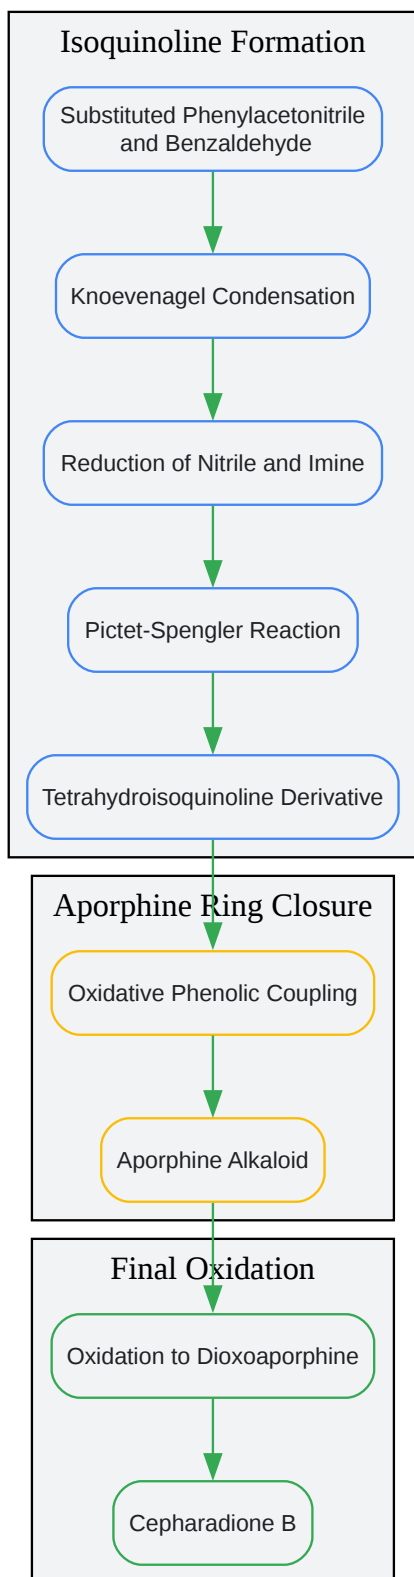 Isoquinoline Formation
Substituted Phenylacetonitrile
and Benzaldehyde
Knoevenagel Condensation
Reduction of Nitrile and Imine
Pictet-Spengler Reaction
Tetrahydroisoquinoline Derivative
Aporphine Ring Closure
Oxidative Phenolic Coupling
Aporphine Alkaloid
Final Oxidation
Oxidation to Dioxoaporphine
Cepharadione B